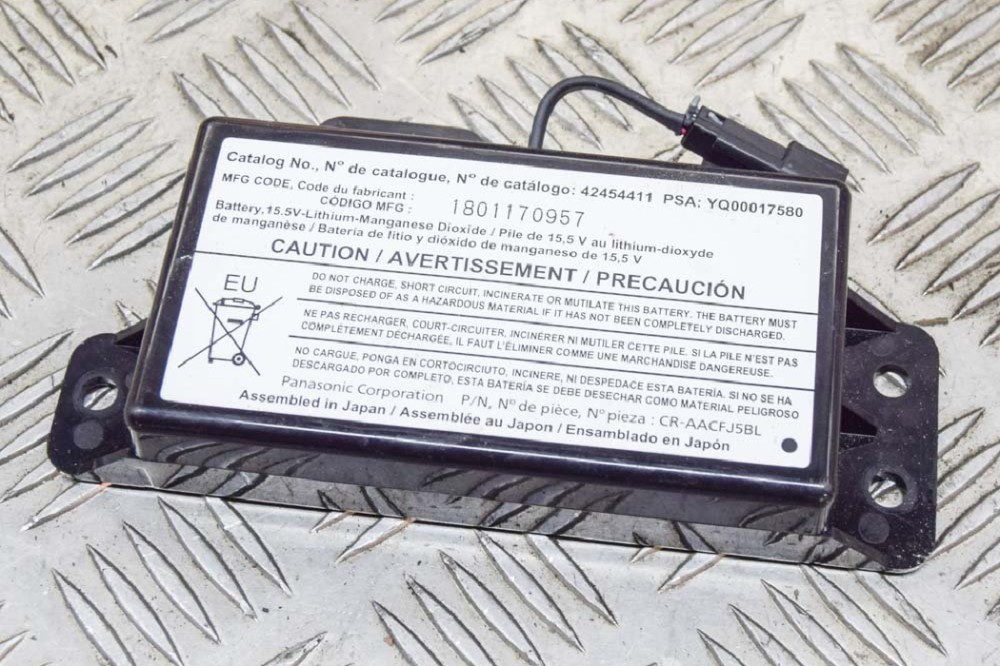 Catalog No., N° de catalogue, N° de catálogo: 42454411 PSA: YQ00017580
MFG CODE, Code du fabricant :
CÓDIGO MFG : 1801170957
Battery,15.5V-Lithium-Manganese Dioxide / Pile de 15,5 V au lithium-dioxyde
de manganèse / Batería de fitio y dióxido de manganeso de 15,5 V
CAUTION / AVERTISSEMENT / PRECAUCIÓN
EU
DO NOT CHARGE, SHORT CIRCUIT, INCINERATE OR MUTILATE THIS BATTERY. THE BATTERY MUST
BE DISPOSED OF AS A HAZARDOUS MATERIAL IF IT HAS NOT BEEN COMPLETELY DISCHARGED.
NE PAS RECHARGER, COURT-CIRCUITER, INCINÉRER NI MUTILER CETTE PILE. SI LA PILE N'EST PAS
COMPLÈTEMENT DÉCHARGÉE, IL FAUT L'ÉLIMINER COMME UNE MARCHANDISE DANGEREUSE.
NO CARGUE, PONGA EN CORTOCIRCUITO, INCINERE, NI DESPEDACE ESTA BATERÍA. SI NO SE HA
DESCARGADO POR COMPLETO, ESTA BATERÍA SE DEBE DESECHAR COMO MATERIAL PELIGROSO
Panasonic Corporation P/N, N° de pièce, N° pieza : CR-AACFJ5BL
Assembled in Japan / Assemblée au Japon / Ensamblado en Japón